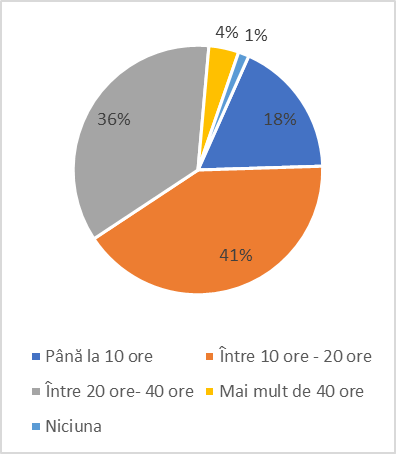 4%
1%
36%
18%
41%
Până la 10 ore
Între 10 ore - 20 ore
Între 20 ore- 40 ore
Mai mult de 40 ore
Niciuna